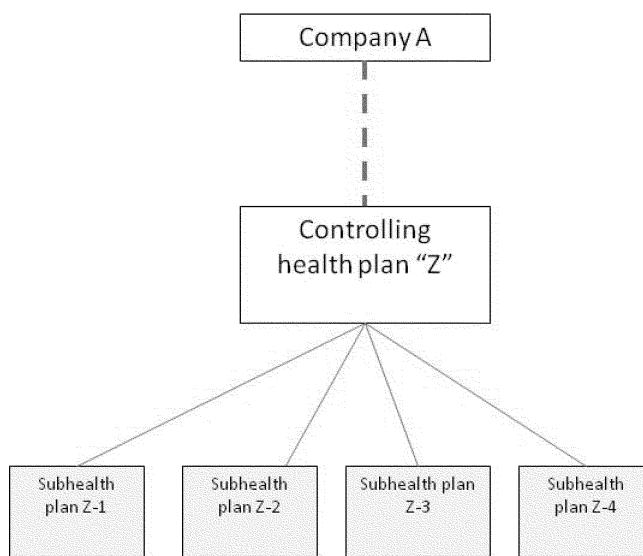 Company A
Controlling
health plan “Z”
Subhealth
plan Z-1
Subhealth
plan Z-2
Subhealth plan
Z-3
Subhealth
plan Z-4